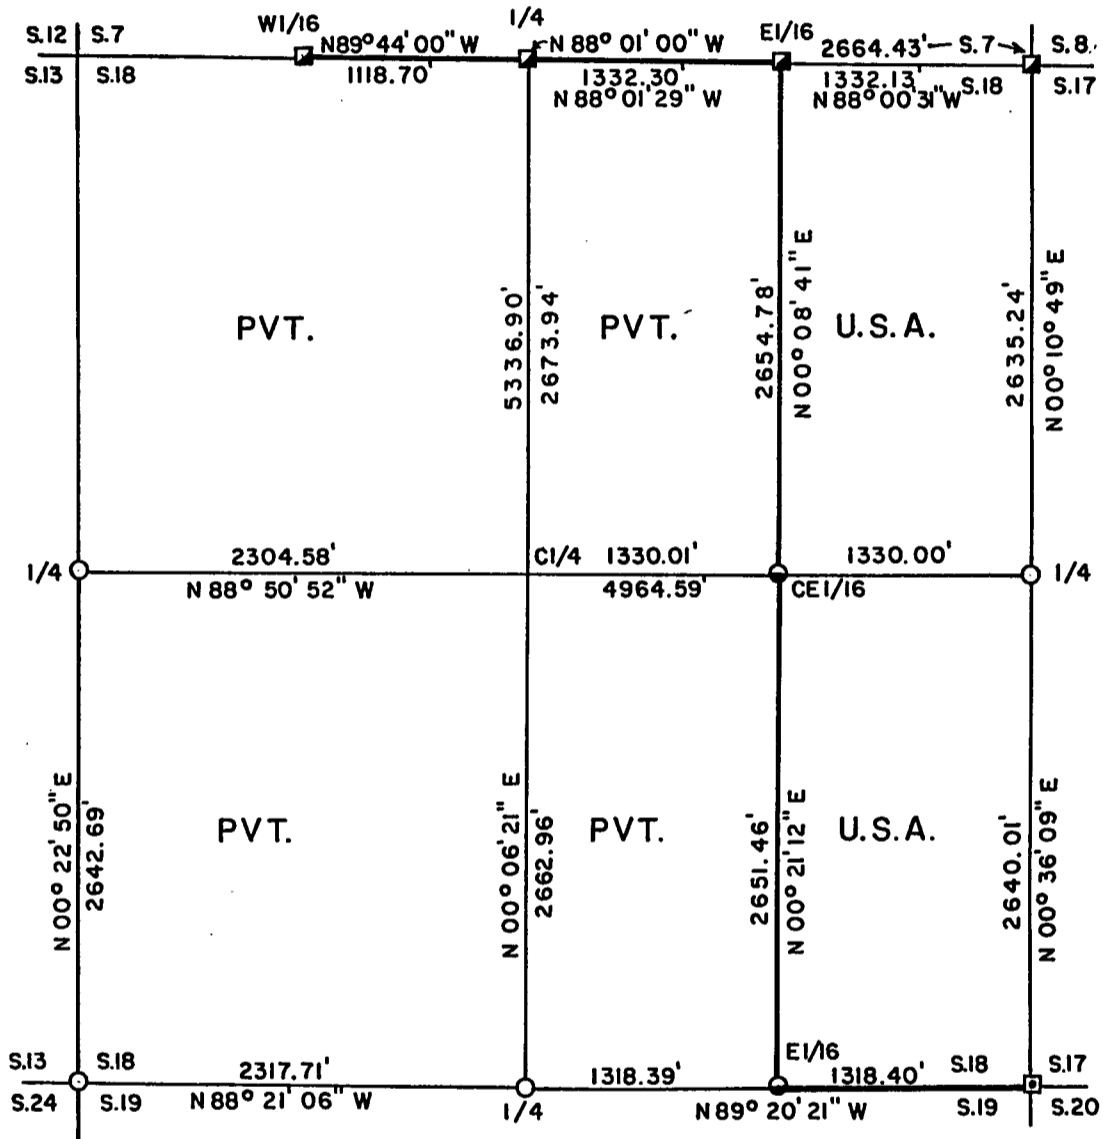 S.12 S.7
W1/16
1/4
E1/16
S.8
N89°44'00" W
N 88° 01' 00" W
2664.43' — S.7
S.13 S.18
1118.70'
1332.30'
1332.13' S.18
S.17
N 88° 01' 29" W
N 88° 00' 31" W
PVT.
5336.90'
2673.94'
PVT.
2654.78'
N00° 08' 41" E
U.S.A.
2635.24'
N00° 10' 49" E
1/4
2304.58'
C1/4
1330.01'
1330.00'
1/4
N 88° 50' 52" W
4964.59'
CE1/16
N 00° 22' 50" E
2642.69'
PVT.
N 00° 06' 21" E
2662.96'
PVT.
2651.46'
N 00° 21' 12" E
U.S.A.
2640.01'
N 00° 36' 09" E
S.13 S.18
2317.71'
1318.39'
E1/16
1318.40'
S.18 S.17
S.24 S.19
N 88° 21' 06" W
1/4
N 89° 20' 21" W
S.19 S.20